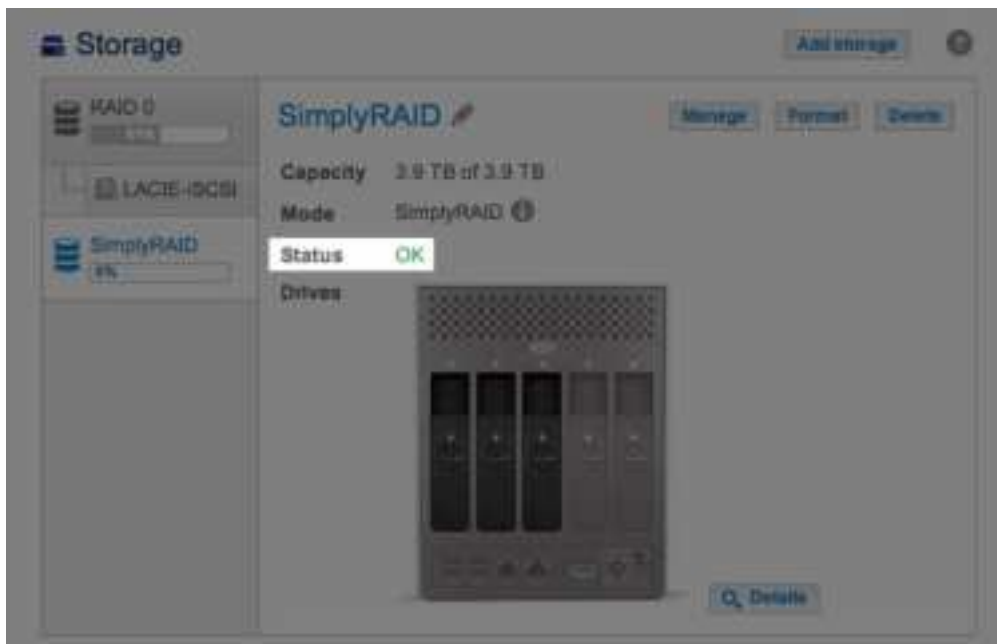 Storage
Add storage
RAID 0
LACIE-iSCSI
SimplyRAID
SimplyRAID
Manage
Format
Delete
Capacity 3.9 TB of 3.9 TB
Mode SimplyRAID
Status OK
Drives
Details